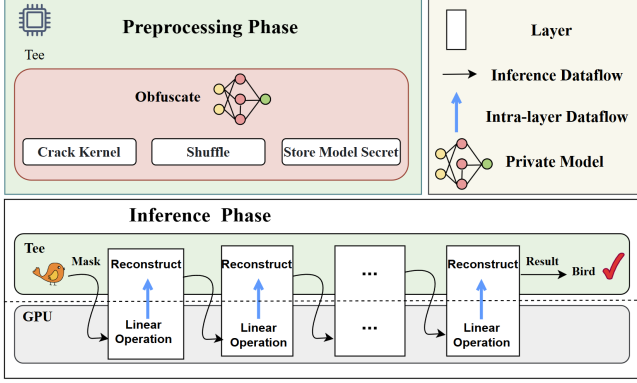 Preprocessing Phase
Tee
Obfuscate
Crack Kernel
Shuffle
Store Model Secret
Layer
Inference Dataflow
Intra-layer Dataflow
Private Model
Inference Phase
Tee
Mask
Reconstruct
Reconstruct
...
Reconstruct
Result
Bird
GPU
Linear
Operation
Linear
Operation
...
Linear
Operation